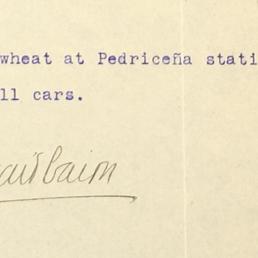 wheat at Pedriceña stati
ll cars.